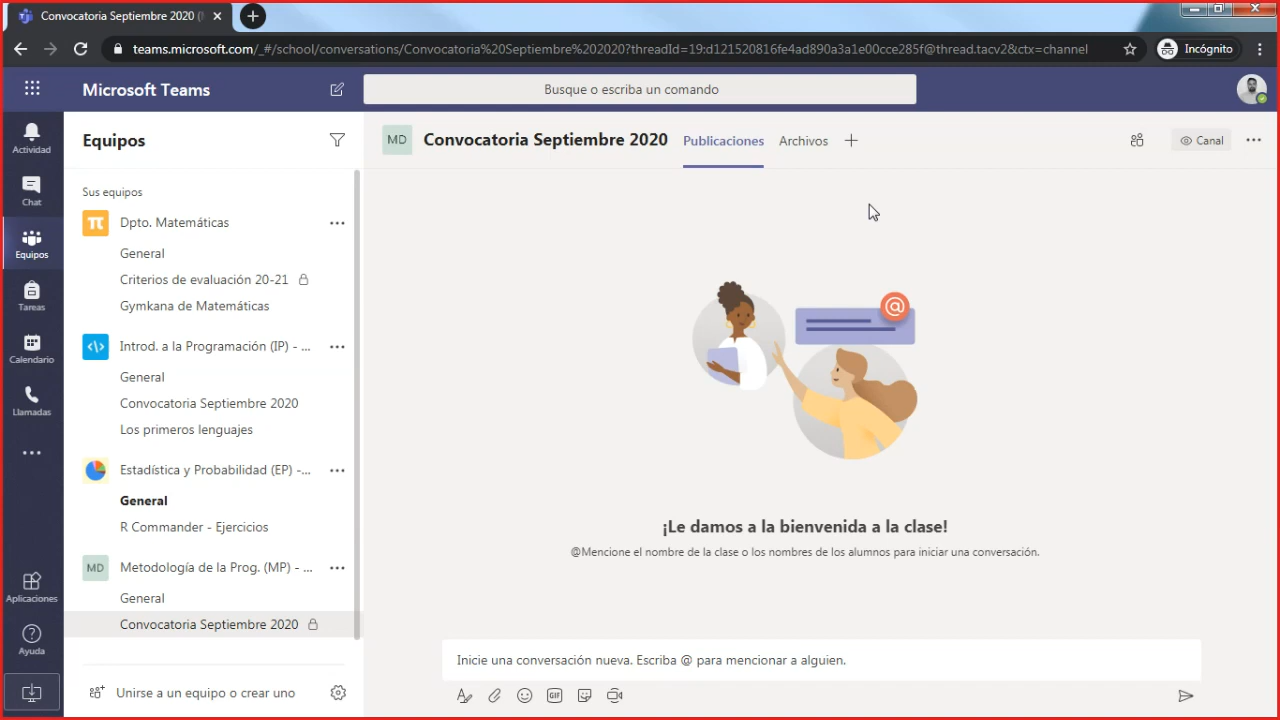 Convocatoria Septiembre 2020 (
teams.microsoft.com/_#/school/conversations/Convocatoria%20Septiembre%202020?threadId=19:d121520816fe4ad890a3a1e00cce285f@thread.tacv2&ctx=channel
Incógnito
Microsoft Teams
Busque o escriba un comando
Actividad
Chat
Equipos
Tareas
Calendario
Llamadas
Aplicaciones
Ayuda
Equipos
Sus equipos
Dpto. Matemáticas
General
Criterios de evaluación 20-21
Gymkana de Matemáticas
Introd. a la Programación (IP) - ...
General
Convocatoria Septiembre 2020
Los primeros lenguajes
Estadística y Probabilidad (EP) -...
General
R Commander - Ejercicios
MD Metodología de la Prog. (MP) - ...
General
Convocatoria Septiembre 2020
Unirse a un equipo o crear uno
MD Convocatoria Septiembre 2020 Publicaciones Archivos
Canal
@
¡Le damos a la bienvenida a la clase!
@Mencione el nombre de la clase o los nombres de los alumnos para iniciar una conversación.
Inicie una conversación nueva. Escriba @ para mencionar a alguien.
GIF